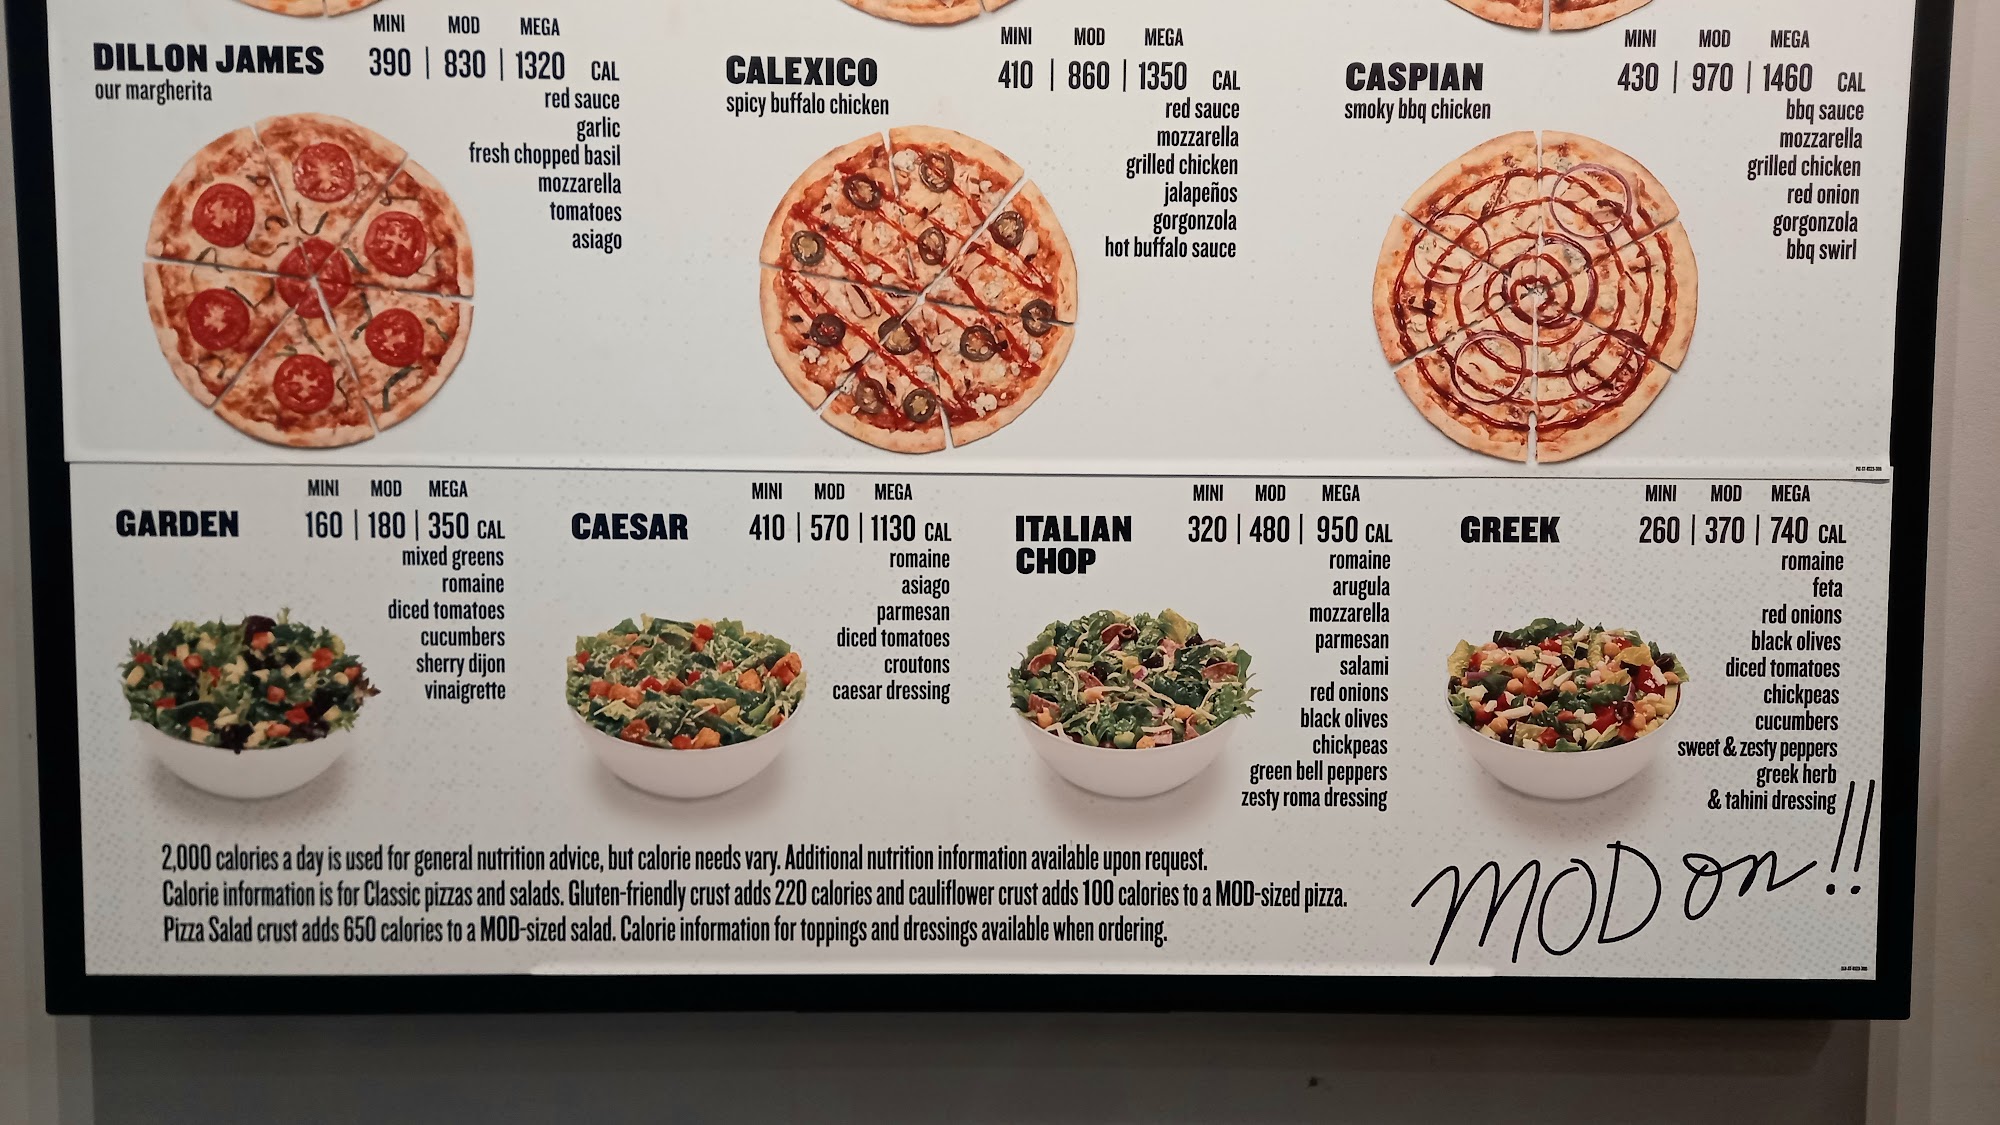 DILLON JAMES
our margherita
MINI MOD MEGA
390 | 830 | 1320 CAL
red sauce
garlic
fresh chopped basil
mozzarella
tomatoes
asiago
CALEXICO
spicy buffalo chicken
MINI MOD MEGA
410 | 860 | 1350 CAL
red sauce
mozzarella
grilled chicken
jalapeños
gorgonzola
hot buffalo sauce
CASPIAN
smoky bbq chicken
MINI MOD MEGA
430 | 970 | 1460 CAL
bbq sauce
mozzarella
grilled chicken
red onion
gorgonzola
bbq swirl
GARDEN
MINI MOD MEGA
160 | 180 | 350 CAL
mixed greens
romaine
diced tomatoes
cucumbers
sherry dijon
vinaigrette
CAESAR
MINI MOD MEGA
410 | 570 | 1130 CAL
romaine
asiago
parmesan
diced tomatoes
croutons
caesar dressing
ITALIAN
CHOP
MINI MOD MEGA
320 | 480 | 950 CAL
romaine
arugula
mozzarella
parmesan
salami
red onions
black olives
chickpeas
green bell peppers
zesty roma dressing
GREEK
MINI MOD MEGA
260 | 370 | 740 CAL
romaine
feta
red onions
black olives
diced tomatoes
chickpeas
cucumbers
sweet & zesty peppers
greek herb
& tahini dressing
2,000 calories a day is used for general nutrition advice, but calorie needs vary. Additional nutrition information available upon request.
Calorie information is for Classic pizzas and salads. Gluten-friendly crust adds 220 calories and cauliflower crust adds 100 calories to a MOD-sized pizza.
Pizza Salad crust adds 650 calories to a MOD-sized salad. Calorie information for toppings and dressings available when ordering.
MOD on!!